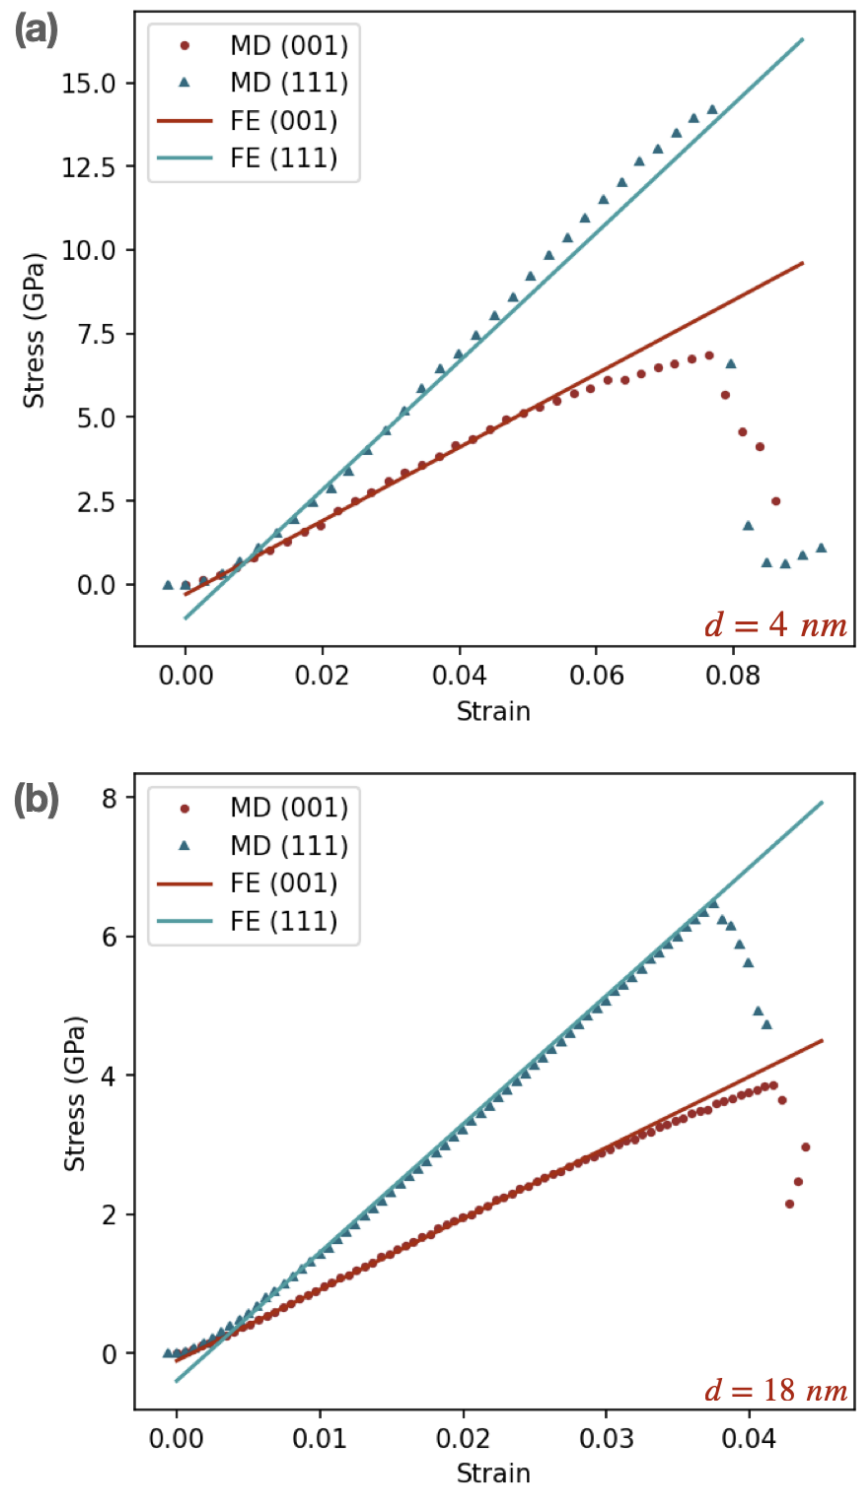 (a)
MD (001)
MD (111)
FE (001)
FE (111)
15.0
12.5
10.0
7.5
5.0
2.5
0.0
Stress (GPa)
d = 4 nm
0.00 0.02 0.04 0.06 0.08
Strain
(b)
MD (001)
MD (111)
FE (001)
FE (111)
8
6
4
2
0
Stress (GPa)
d = 18 nm
0.00 0.01 0.02 0.03 0.04
Strain